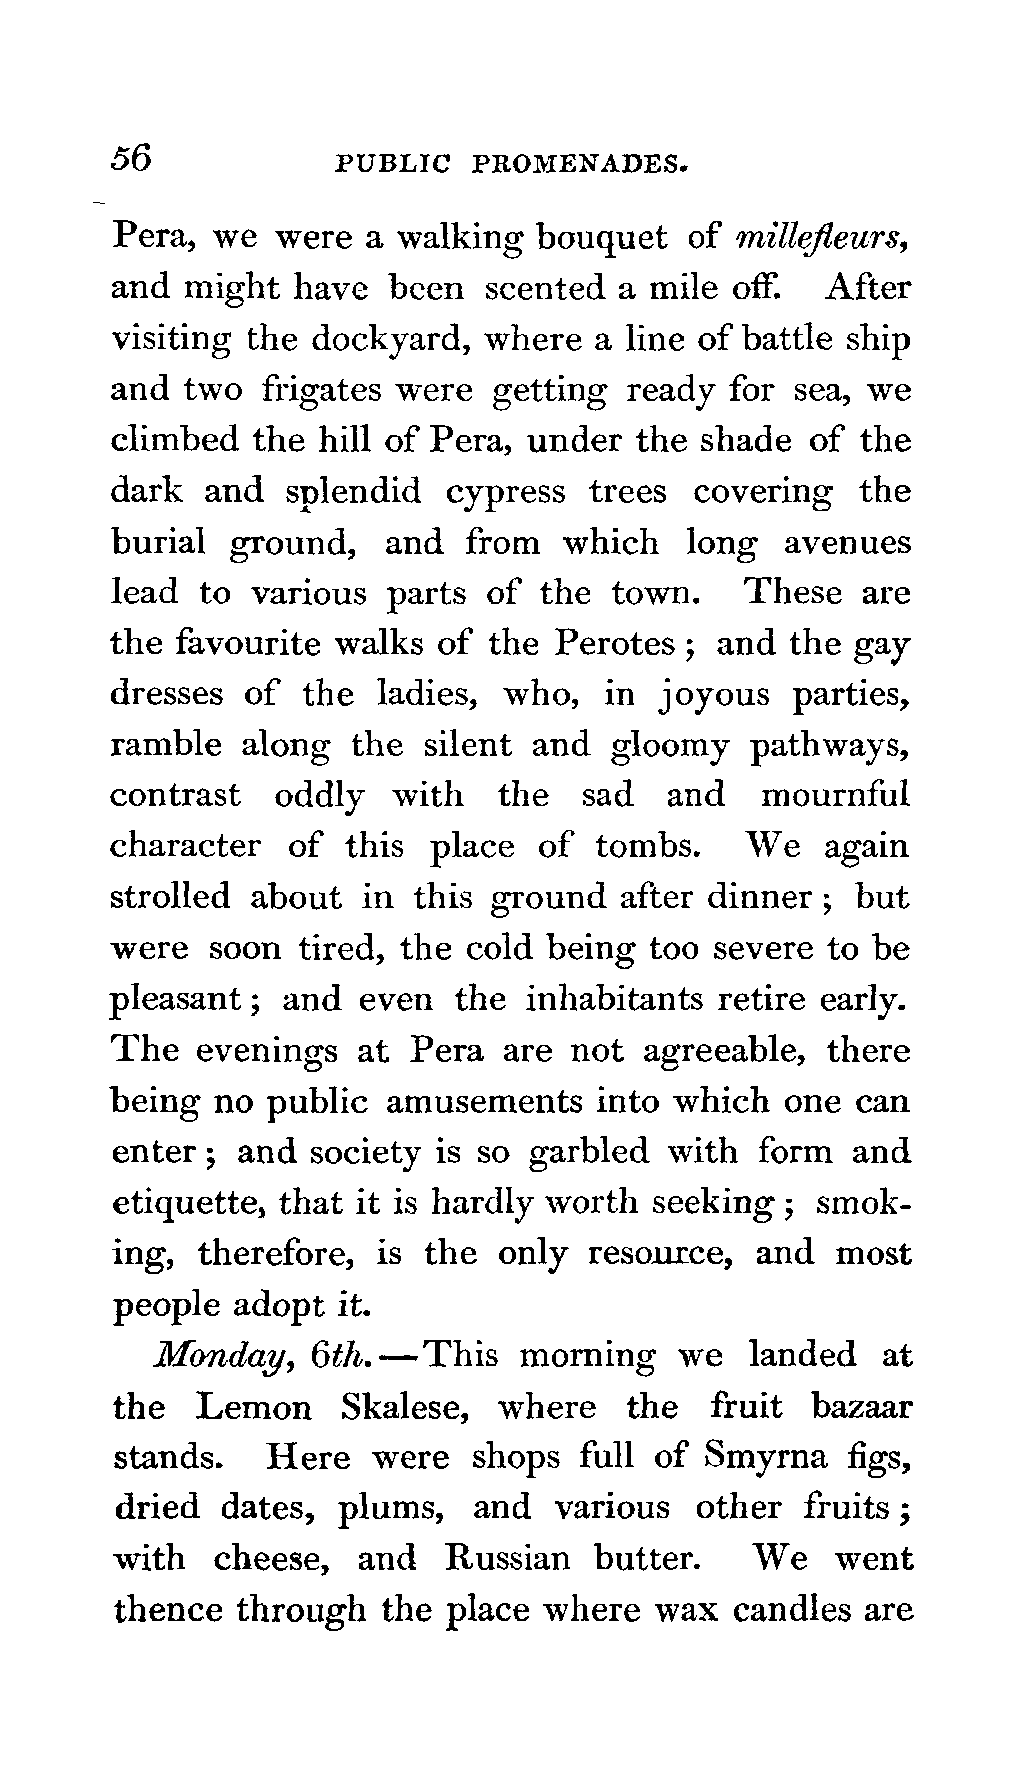 56 PUBLIC PROMENADES.
Pera, we were a walking bouquet of millefleurs,
and might have been scented a mile off. After
visiting the dockyard, where a line of battle ship
and two frigates were getting ready for sea, we
climbed the hill of Pera, under the shade of the
dark and splendid cypress trees covering the
burial ground, and from which long avenues
lead to various parts of the town. These are
the favourite walks of the Perotes ; and the gay
dresses of the ladies, who, in joyous parties,
ramble along the silent and gloomy pathways,
contrast oddly with the sad and mournful
character of this place of tombs. We again
strolled about in this ground after dinner ; but
were soon tired, the cold being too severe to be
pleasant ; and even the inhabitants retire early.
The evenings at Pera are not agreeable, there
being no public amusements into which one can
enter ; and society is so garbled with form and
etiquette, that it is hardly worth seeking ; smok-
ing, therefore, is the only resource, and most
people adopt it.
Monday, 6th.—This morning we landed at
the Lemon Skalese, where the fruit bazaar
stands. Here were shops full of Smyrna figs,
dried dates, plums, and various other fruits ;
with cheese, and Russian butter. We went
thence through the place where wax candles are